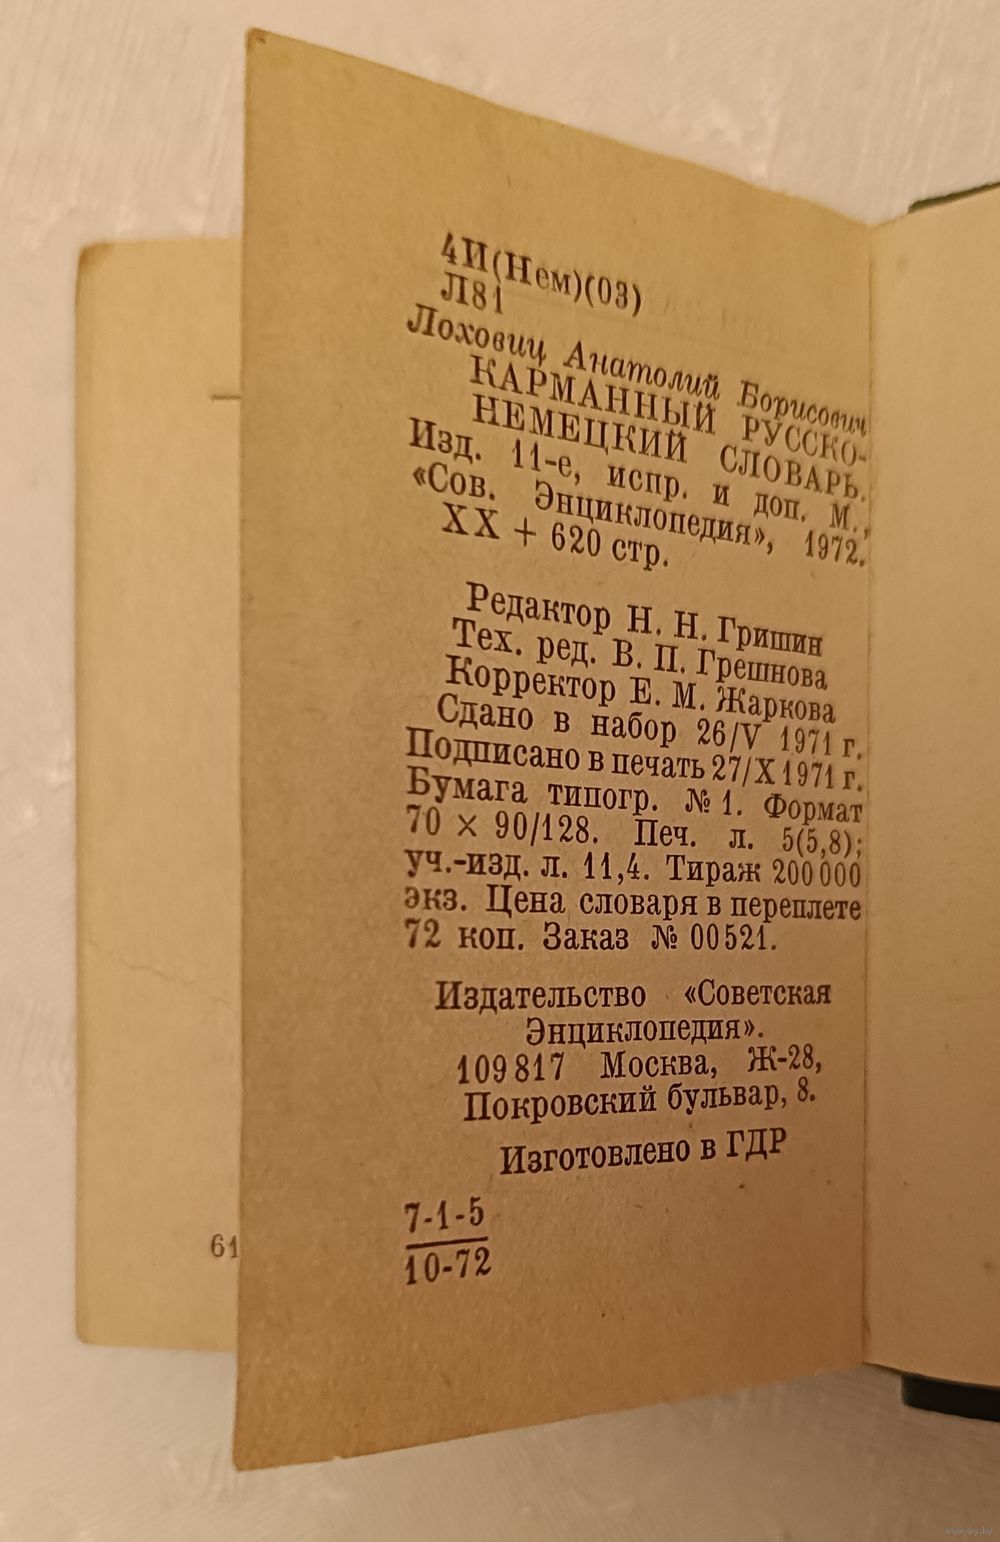 4И(Нем)(03)
Л81
Лоховиц Анатолий Борисович
КАРМАННЫЙ РУССКО-
НЕМЕЦКИЙ СЛОВАРЬ.
Изд. 11-е, испр. и доп. М.,
«Сов. Энциклопедия», 1972.
XX + 620 стр.
Редактор Н. Н. Гришин
Тех. ред. В. П. Грешнова
Корректор Е. М. Жаркова
Сдано в набор 26/V 1971 г.
Подписано в печать 27/X 1971 г.
Бумага типогр. № 1. Формат
70 × 90/128. Печ. л. 5(5,8);
уч.-изд. л. 11,4. Тираж 200 000
экз. Цена словаря в переплете
72 коп. Заказ № 00521.
Издательство «Советская
Энциклопедия».
109817 Москва, Ж-28,
Покровский бульвар, 8.
Изготовлено в ГДР
7-1-5
10-72
61
www.ay.by